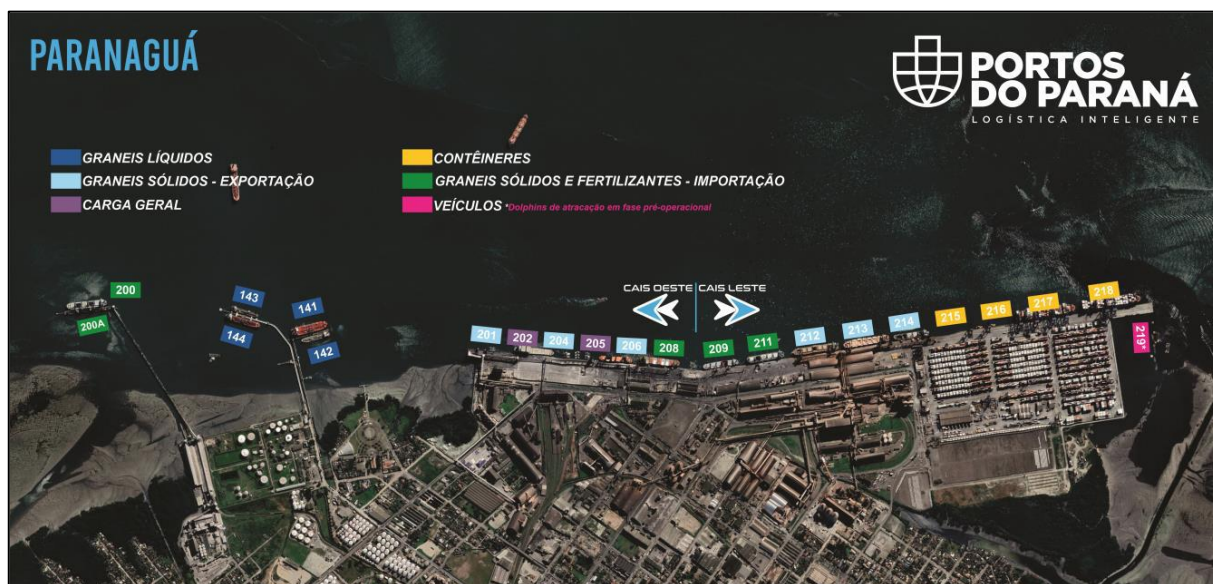 PARANAGUÁ
PORTOS
DO PARANÁ
LOGÍSTICA INTELIGENTE
GRANEIS LÍQUIDOS
GRANEIS SÓLIDOS - EXPORTAÇÃO
CARGA GERAL
CONTÊINERES
GRANEIS SÓLIDOS E FERTILIZANTES - IMPORTAÇÃO
VEÍCULOS *Dolphins de atracação em fase pré-operacional
200
200A
143
144
141
142
CAIS OESTE
CAIS LESTE
201
202
204
205
206
208
209
211
212
213
214
215
216
217
218
219*